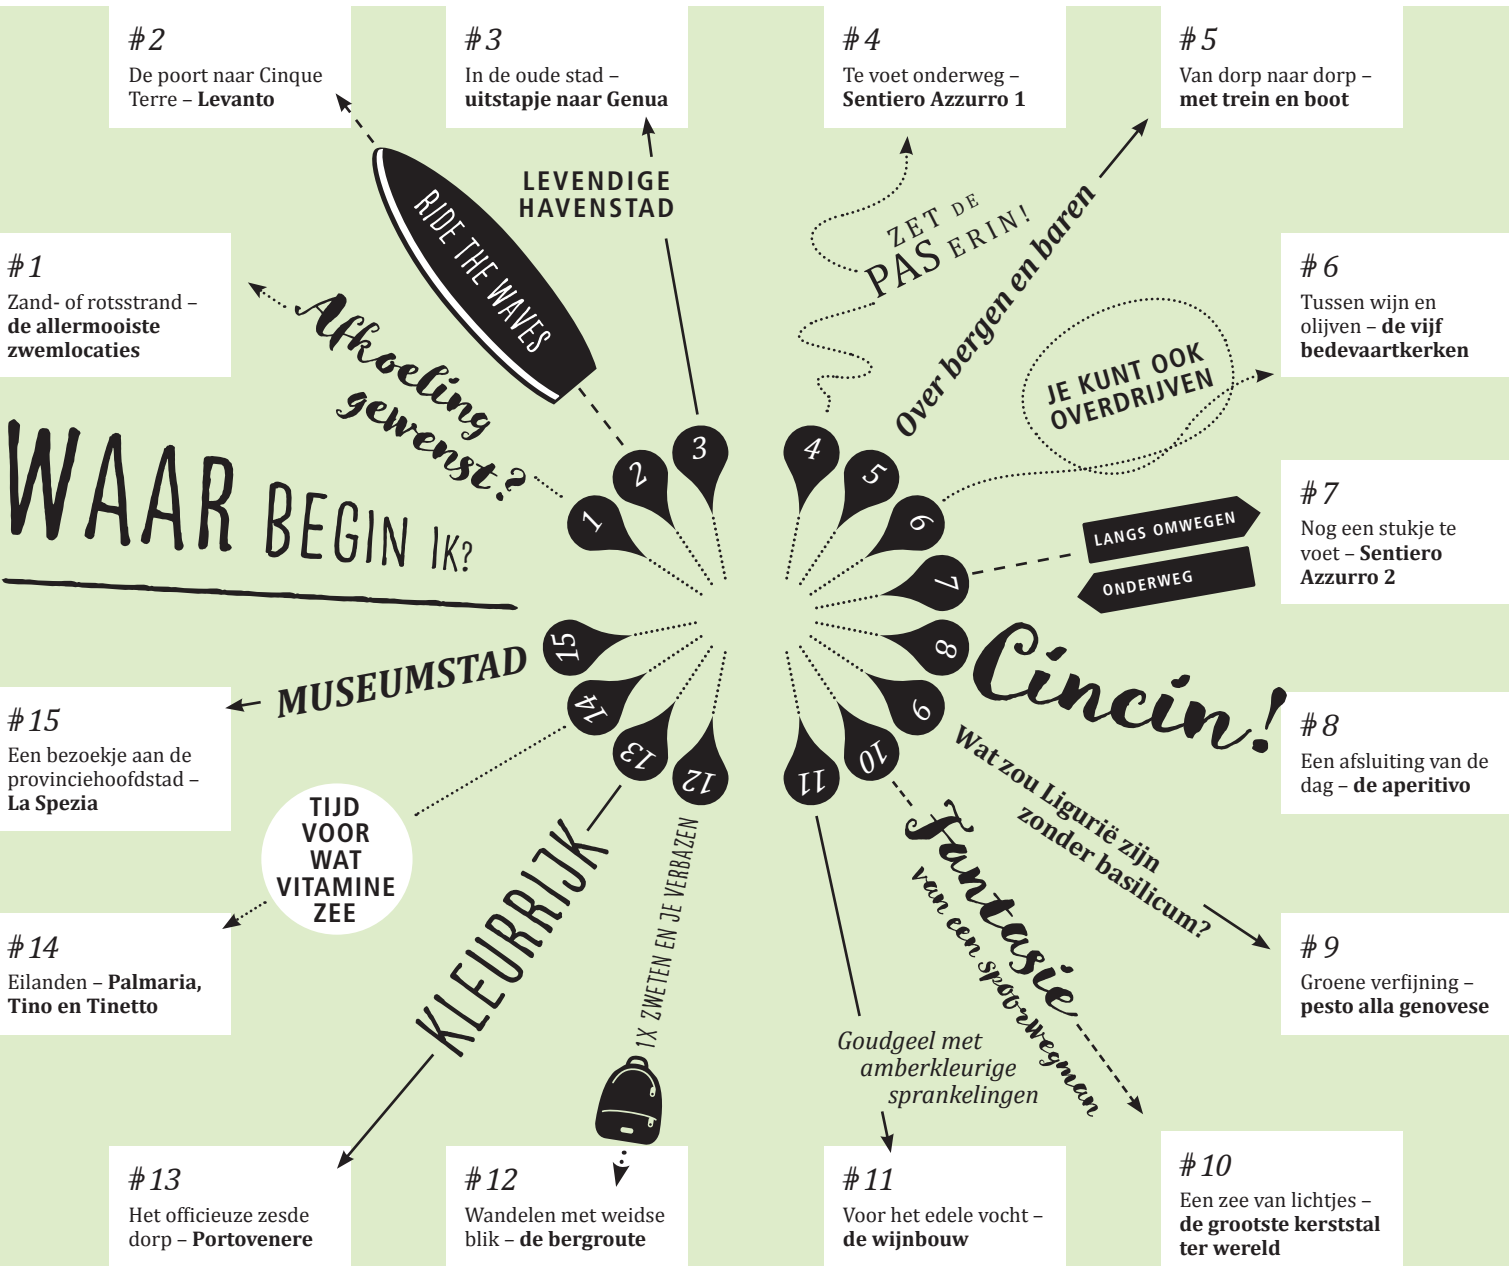 #2
De poort naar Cinque
Terre – Levanto
#3
In de oude stad –
uitstapje naar Genua
#4
Te voet onderweg –
Sentiero Azzurro 1
#5
Van dorp naar dorp –
met trein en boot
#1
Zand- of rotsstrand –
de allermooiste
zwemlocaties
Afkoeling
gewenst?
RIDE THE WAVES
LEVENDIGE
HAVENSTAD
ZET DE
PAS ERIN!
Over bergen en baren
JE KUNT OOK
OVERDRIJVEN
#6
Tussen wijn en
olijven – de vijf
bedevaartkerken
WAAR BEGIN IK?
1
2
3
4
5
6
7
8
9
10
11
12
13
14
15
LANGS OMWEGEN
ONDERWEG
#7
Nog een stukje te
voet – Sentiero
Azzurro 2
MUSEUMSTAD
Cincin!
#15
Een bezoekje aan de
provinciehoofdstad –
La Spezia
#8
Een afsluiting van de
dag – de aperitivo
TIJD
VOOR
WAT
VITAMINE
ZEE
KLEURRIJK
1X ZWETEN EN JE VERBAZEN
Goudgeel met
amberkleurige
sprankelingen
Fantasie
van een spoorwegman
Wat zou Ligurië zijn
zonder basilicum?
#14
Eilanden – Palmaria,
Tino en Tinetto
#9
Groene verfijning –
pesto alla genovese
#13
Het officieuze zesde
dorp – Portovenere
#12
Wandelen met weidse
blik – de bergroute
#11
Voor het edele vocht –
de wijnbouw
#10
Een zee van lichtjes –
de grootste kerststal
ter wereld